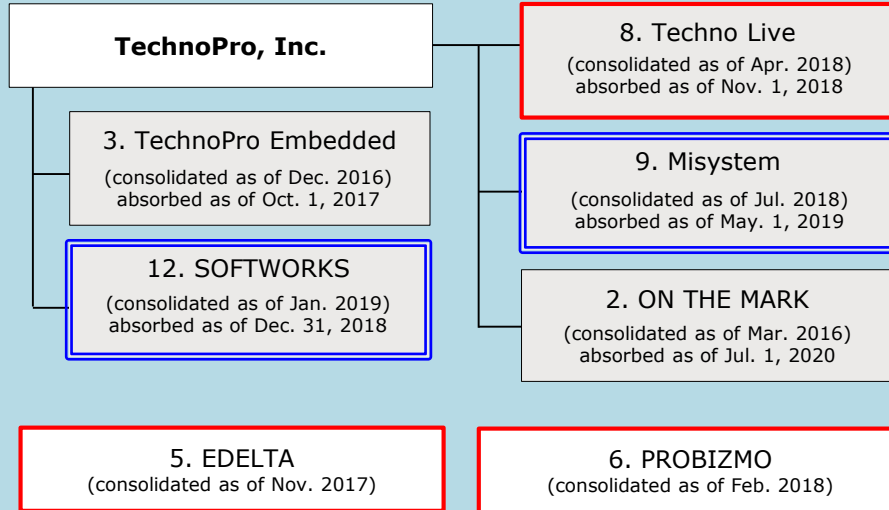 TechnoPro, Inc.
3. TechnoPro Embedded
(consolidated as of Dec. 2016)
absorbed as of Oct. 1, 2017
12. SOFTWORKS
(consolidated as of Jan. 2019)
absorbed as of Dec. 31, 2018
8. Techno Live
(consolidated as of Apr. 2018)
absorbed as of Nov. 1, 2018
9. Misystem
(consolidated as of Jul. 2018)
absorbed as of May. 1, 2019
2. ON THE MARK
(consolidated as of Mar. 2016)
absorbed as of Jul. 1, 2020
5. EDELTA
(consolidated as of Nov. 2017)
6. PROBIZMO
(consolidated as of Feb. 2018)